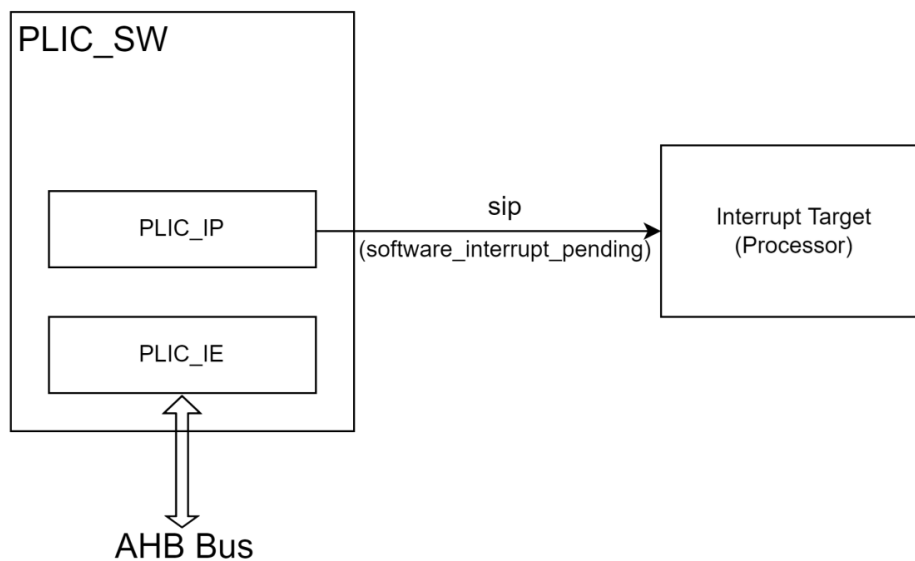 PLIC_SW
PLIC_IP
sip
(software_interrupt_pending)
Interrupt Target
(Processor)
PLIC_IE
AHB Bus